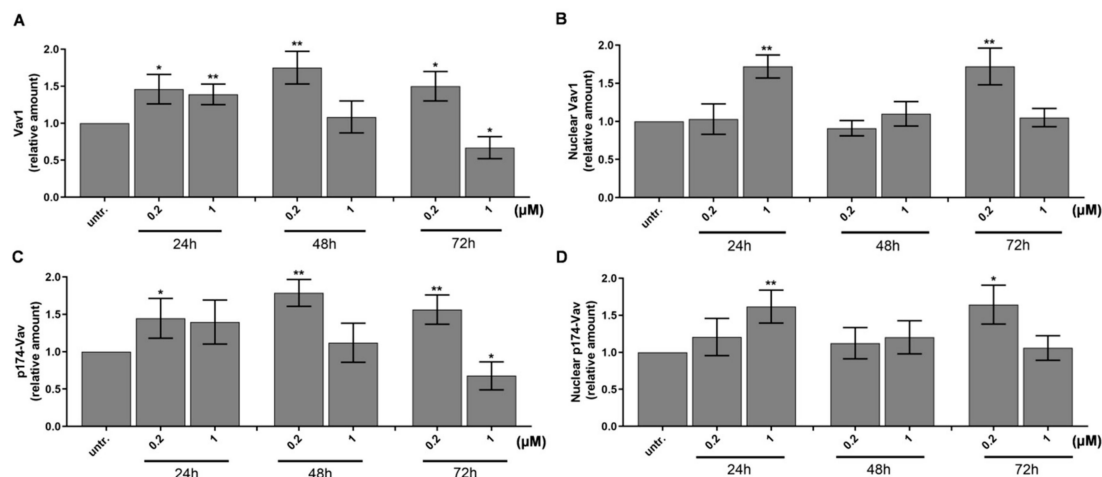 A
Vav1
(relative amount)
2.0
1.5
1.0
0.5
0.0
*
**
**
*
*
untr.
0.2
1
0.2
1
0.2
1
(µM)
24h
48h
72h
B
Nuclear Vav1
(relative amount)
2.0
1.5
1.0
0.5
0.0
**
**
untr.
0.2
1
0.2
1
0.2
1
(µM)
24h
48h
72h
C
p174-Vav
(relative amount)
2.0
1.5
1.0
0.5
0.0
*
**
**
*
untr.
0.2
1
0.2
1
0.2
1
(µM)
24h
48h
72h
D
Nuclear p174-Vav
(relative amount)
2.0
1.5
1.0
0.5
0.0
**
*
untr.
0.2
1
0.2
1
0.2
1
(µM)
24h
48h
72h